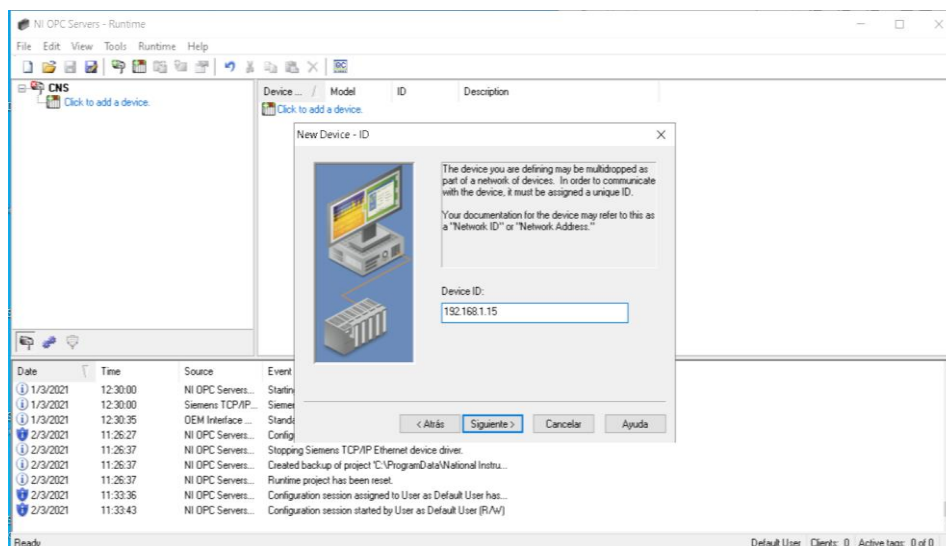 NI OPC Servers - Runtime
File Edit View Tools Runtime Help
CNS
Click to add a device.
Device ... / Model ID Description
Click to add a device.
New Device - ID
The device you are defining may be multidropped as
part of a network of devices. In order to communicate
with the device, it must be assigned a unique ID.
Your documentation for the device may refer to this as
a "Network ID" or "Network Address."
Device ID:
192.168.1.15
< Atrás Siguiente > Cancelar Ayuda
Date Time Source Event
1/3/2021 12:30:00 NI OPC Servers... Startin
1/3/2021 12:30:00 Siemens TCP/IP... Siemen
1/3/2021 12:30:35 OEM Interface ... Standa
2/3/2021 11:26:27 NI OPC Servers... Config
2/3/2021 11:26:37 NI OPC Servers... Stopping Siemens TCP/IP Ethernet device driver.
2/3/2021 11:26:37 NI OPC Servers... Created backup of project 'C:\ProgramData\National Instru...
2/3/2021 11:26:37 NI OPC Servers... Runtime project has been reset.
2/3/2021 11:33:36 NI OPC Servers... Configuration session assigned to User as Default User has...
2/3/2021 11:33:43 NI OPC Servers... Configuration session started by User as Default User (R/W)
Ready Default User Clients: 0 Active tags: 0 of 0